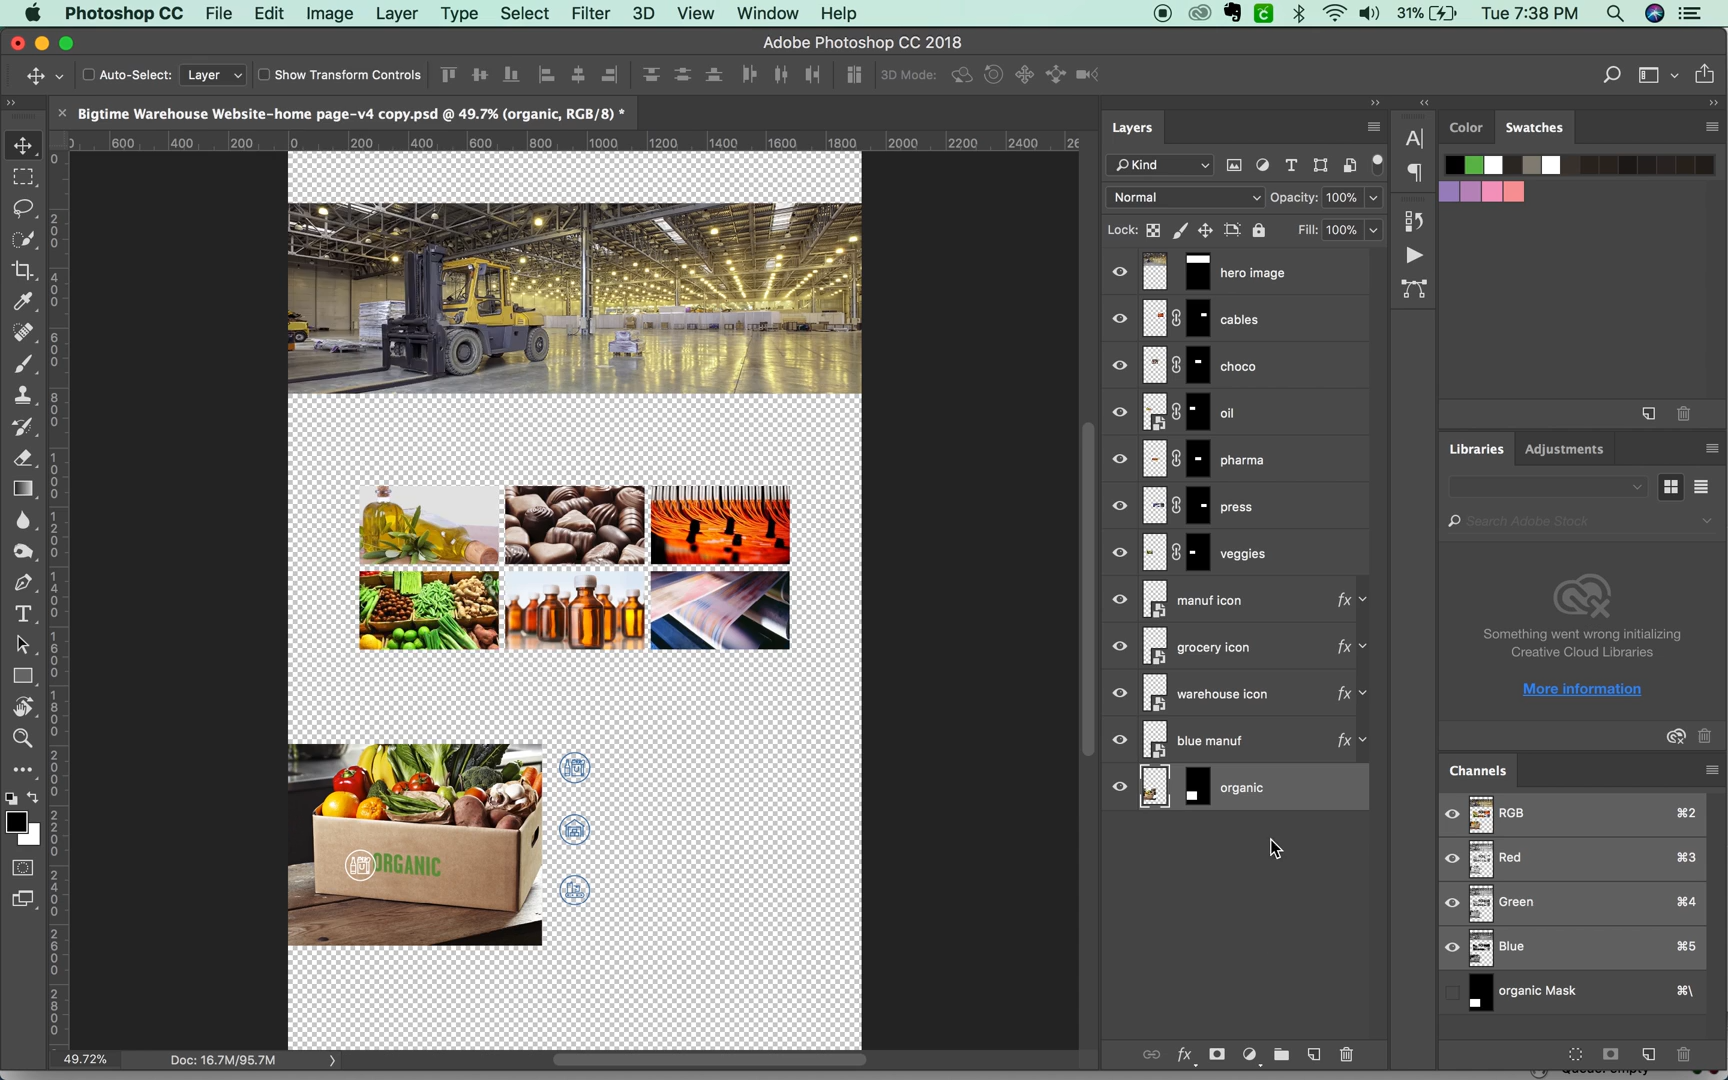 Photoshop CC File Edit Image Layer Type Select Filter 3D View Window Help 31% Tue 7:38 PM
Adobe Photoshop CC 2018
Auto-Select: Layer Show Transform Controls 3D Mode:
Bigtime Warehouse Website-home page-v4 copy.psd @ 49.7% (organic, RGB/8) *
600 400 200 0 200 400 600 800 1000 1200 1400 1600 1800 2000 2200 2400
ORGANIC
49.72% Doc: 16.7M/95.7M
Layers
Kind
Normal Opacity: 100%
Lock: Fill: 100%
hero image
cables
choco
oil
pharma
press
veggies
manuf icon fx
grocery icon fx
warehouse icon fx
blue manuf fx
organic
fx
Color Swatches
Libraries Adjustments
Search Adobe Stock
Something went wrong initializing
Creative Cloud Libraries
More information
Channels
RGB ⌘2
Red ⌘3
Green ⌘4
Blue ⌘5
organic Mask ⌘\